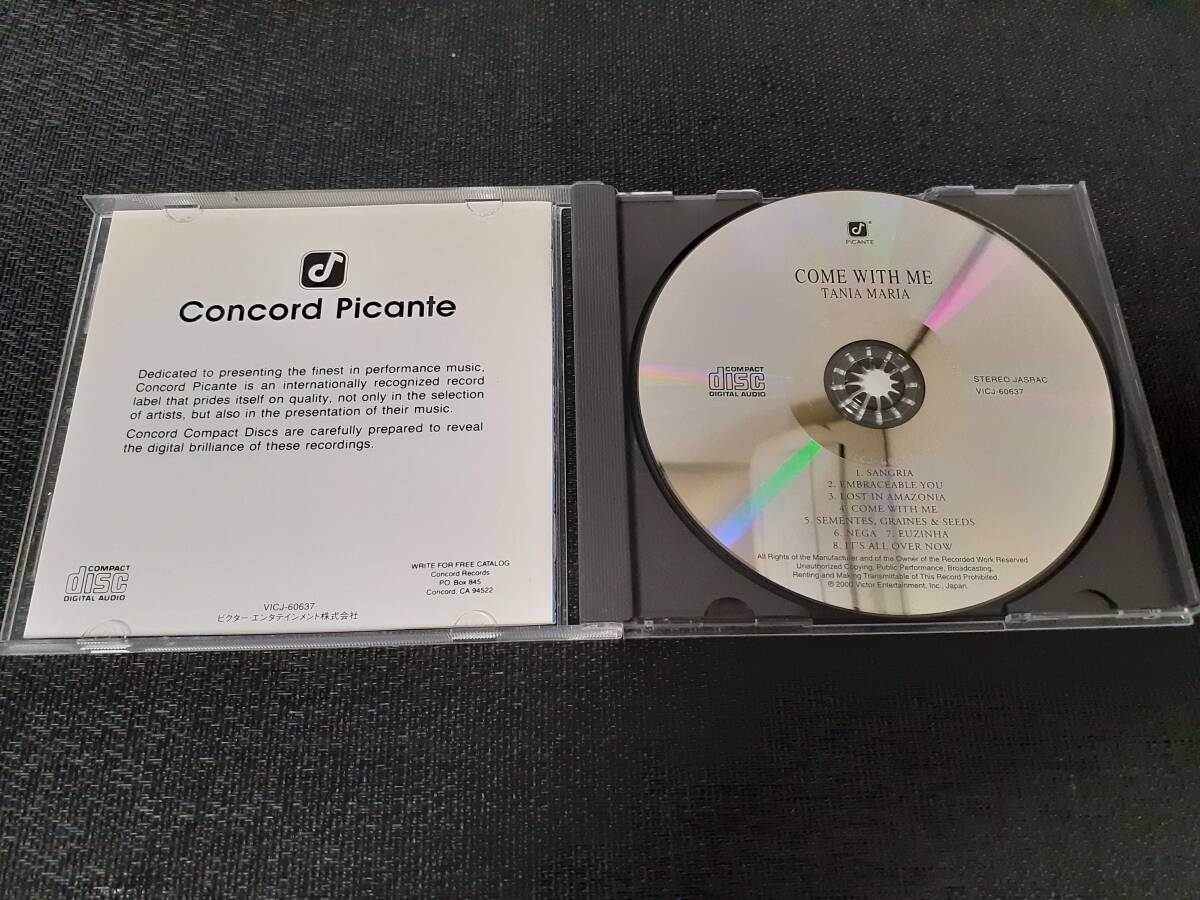 Concord Picante
Dedicated to presenting the finest in performance music,
Concord Picante is an internationally recognized record
label that prides itself on quality, not only in the selection
of artists, but also in the presentation of their music.
Concord Compact Discs are carefully prepared to reveal
the digital brilliance of these recordings.
COMPACT
disc
DIGITAL AUDIO
WRITE FOR FREE CATALOG
Concord Records
PO Box 845
Concord, CA 94522
VICJ-60637
ビクター エンタテインメント株式会社
PICANTE
COME WITH ME
TANIA MARIA
COMPACT
disc
DIGITAL AUDIO
STEREO JASRAC
VICJ-60637
1. SANGRIA
2. EMBRACEABLE YOU
3. LOST IN AMAZONIA
4. COME WITH ME
5. SEMENTES, GRAINES & SEEDS
6. NEGA 7. EUZINHA
8. IT'S ALL OVER NOW
All Rights of the Manufacturer and of the Owner of the Recorded Work Reserved
Unauthorized Copying, Public Performance, Broadcasting,
Renting and Making Transmittable of This Record Prohibited.
℗ 2000 Victor Entertainment, Inc., Japan.